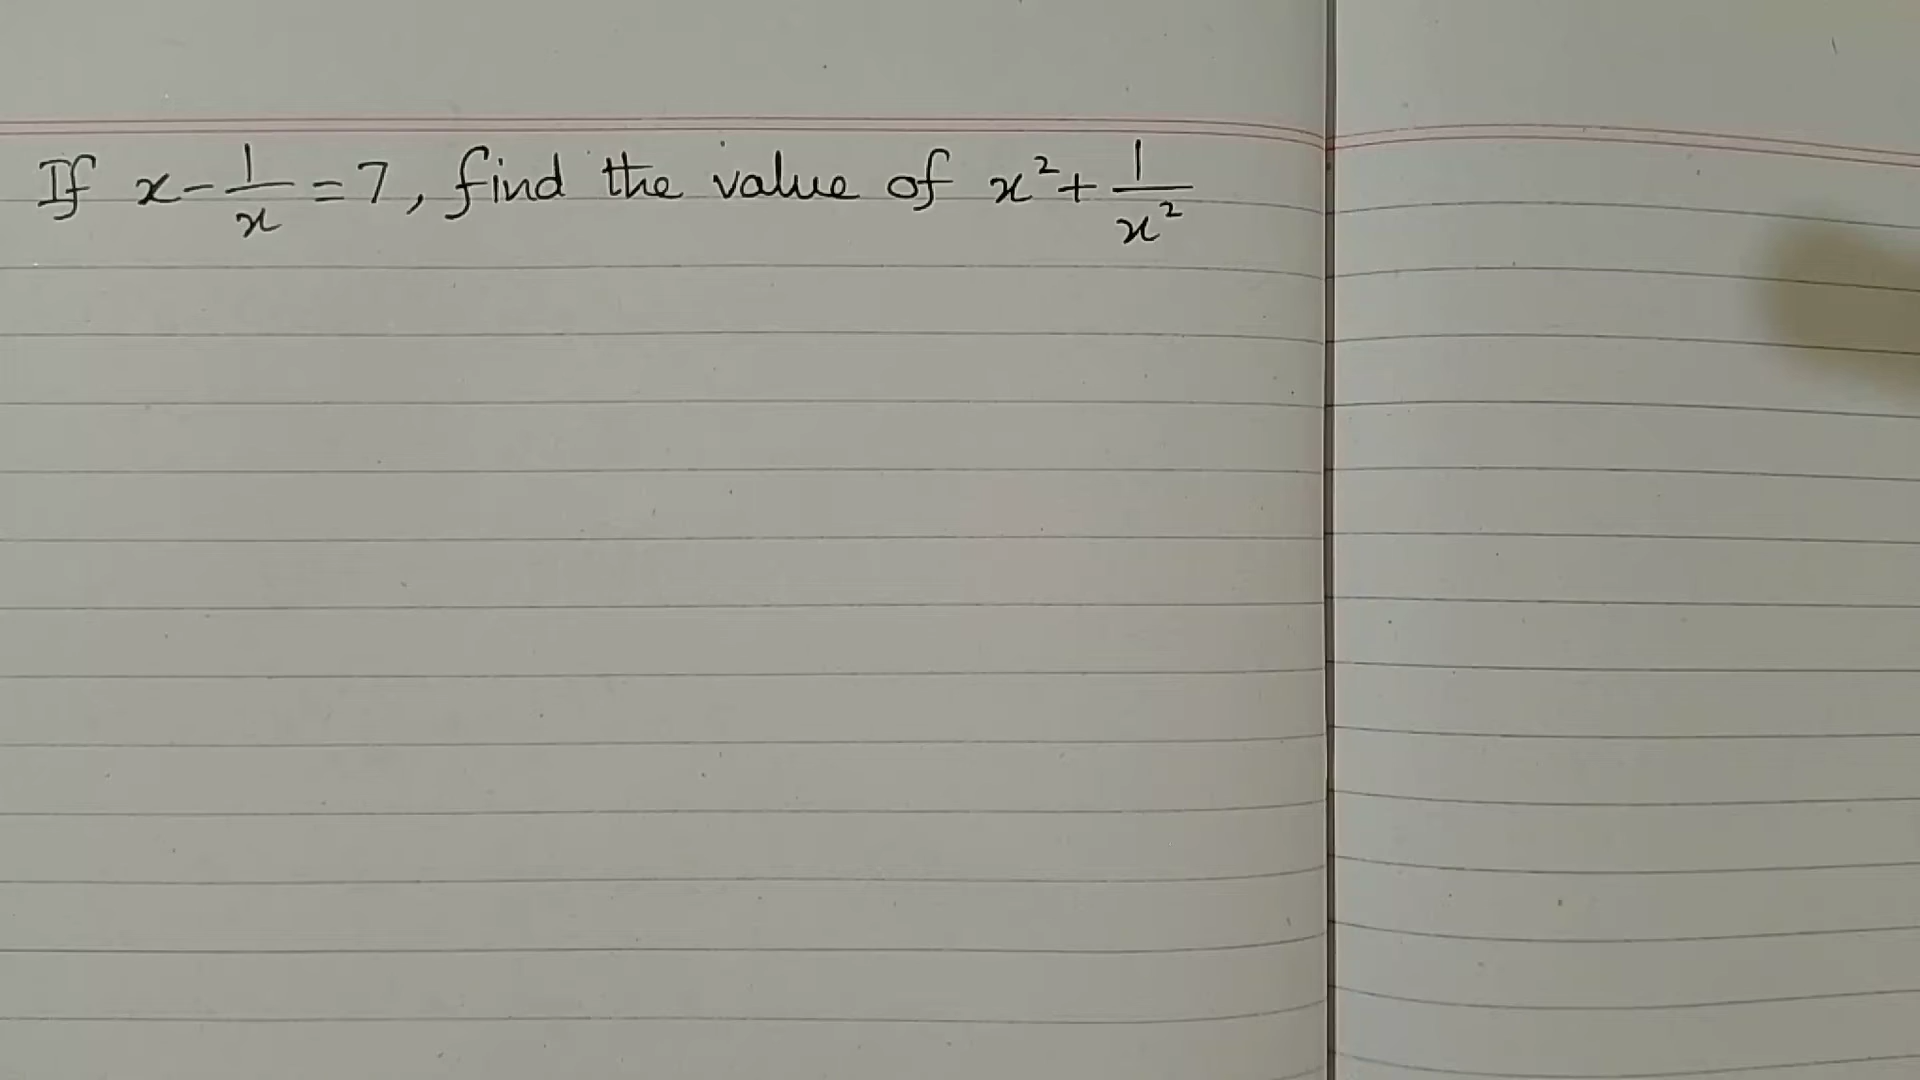 If x - 1/x = 7, find the value of x² + 1/x²